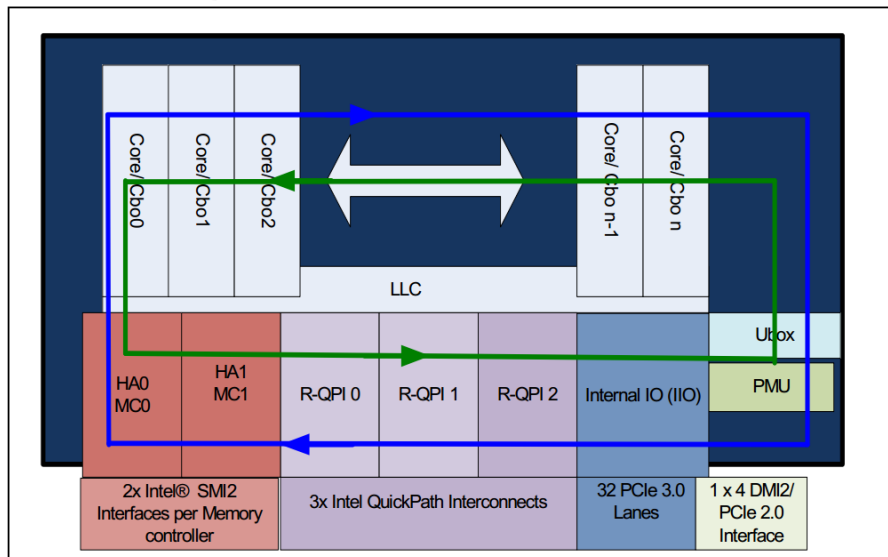 Core/ Cbo0
Core/ Cbo1
Core/ Cbo2
Core/ Cbo n-1
Core/ Cbo n
LLC
HA0
MC0
HA1
MC1
R-QPI 0
R-QPI 1
R-QPI 2
Internal IO (IIO)
Ubox
PMU
2x Intel® SMI2
Interfaces per Memory
controller
3x Intel QuickPath Interconnects
32 PCIe 3.0
Lanes
1 x 4 DMI2/
PCIe 2.0
Interface